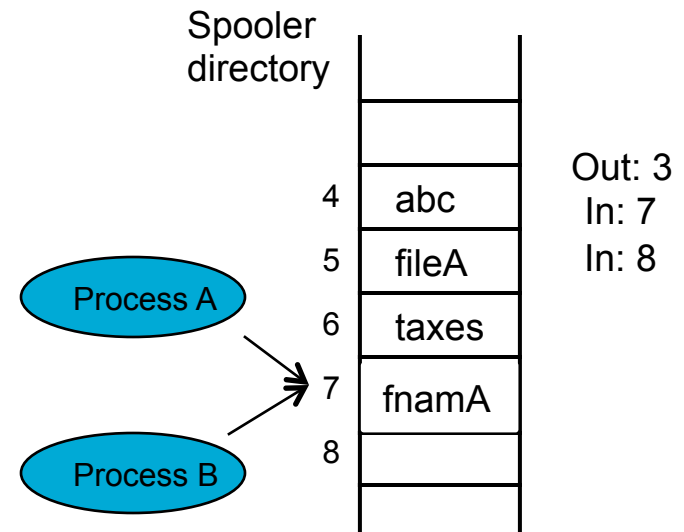 Spooler
directory
Out: 3
In: 7
In: 8
4 abc
5 fileA
6 taxes
7 fnamA
8
Process A
Process B